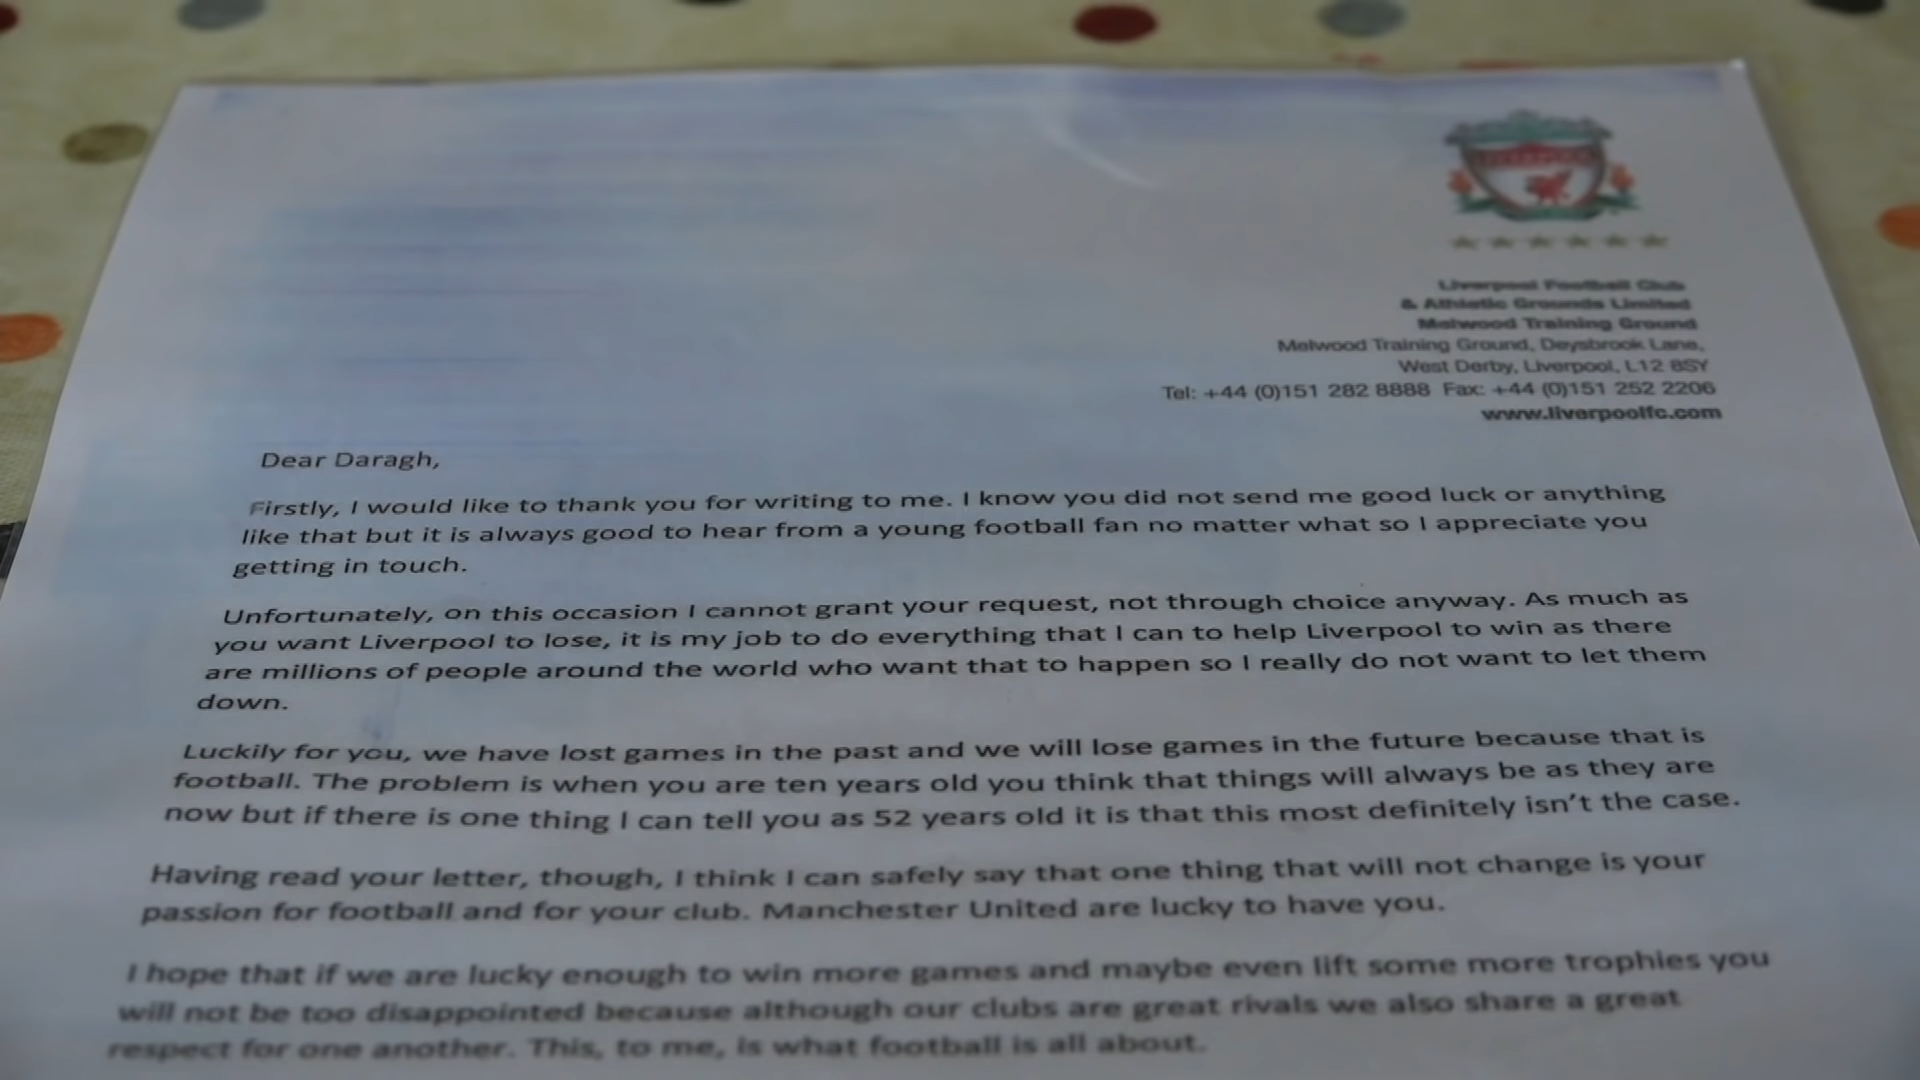 Liverpool Football Club
& Athletic Grounds Limited
Melwood Training Ground
Melwood Training Ground, Deysbrook Lane,
West Derby, Liverpool, L12 8SY
Tel: +44 (0)151 282 8888 Fax: +44 (0)151 252 2206
www.liverpoolfc.com
Dear Daragh,
Firstly, I would like to thank you for writing to me. I know you did not send me good luck or anything
like that but it is always good to hear from a young football fan no matter what so I appreciate you
getting in touch.
Unfortunately, on this occasion I cannot grant your request, not through choice anyway. As much as
you want Liverpool to lose, it is my job to do everything that I can to help Liverpool to win as there
are millions of people around the world who want that to happen so I really do not want to let them
down.
Luckily for you, we have lost games in the past and we will lose games in the future because that is
football. The problem is when you are ten years old you think that things will always be as they are
now but if there is one thing I can tell you as 52 years old it is that this most definitely isn't the case.
Having read your letter, though, I think I can safely say that one thing that will not change is your
passion for football and for your club. Manchester United are lucky to have you.
I hope that if we are lucky enough to win more games and maybe even lift some more trophies you
will not be too disappointed because although our clubs are great rivals we also share a great
respect for one another. This, to me, is what football is all about.